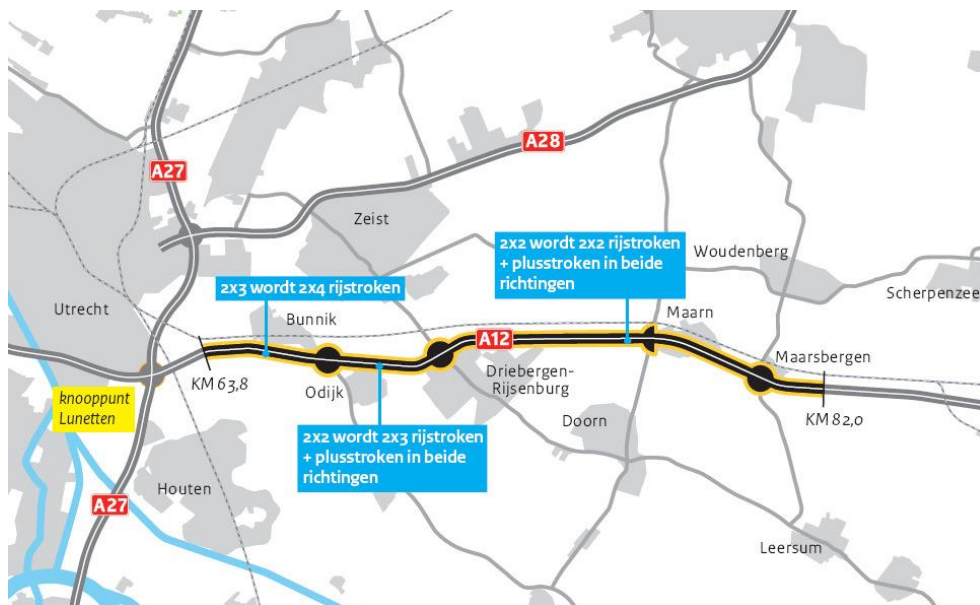 A28
A27
Zeist
2x2 wordt 2x2 rijstroken
+ plusstroken in beide
richtingen
Woudenberg
Scherpenzee
2x3 wordt 2x4 rijstroken
Utrecht
Bunnik
Maarn
A12
Maarsbergen
KM 63,8
Odijk
Driebergen-
Rijsenburg
KM 82,0
knooppunt
Lunetten
Doorn
2x2 wordt 2x3 rijstroken
+ plusstroken in beide
richtingen
Houten
A27
Leersum